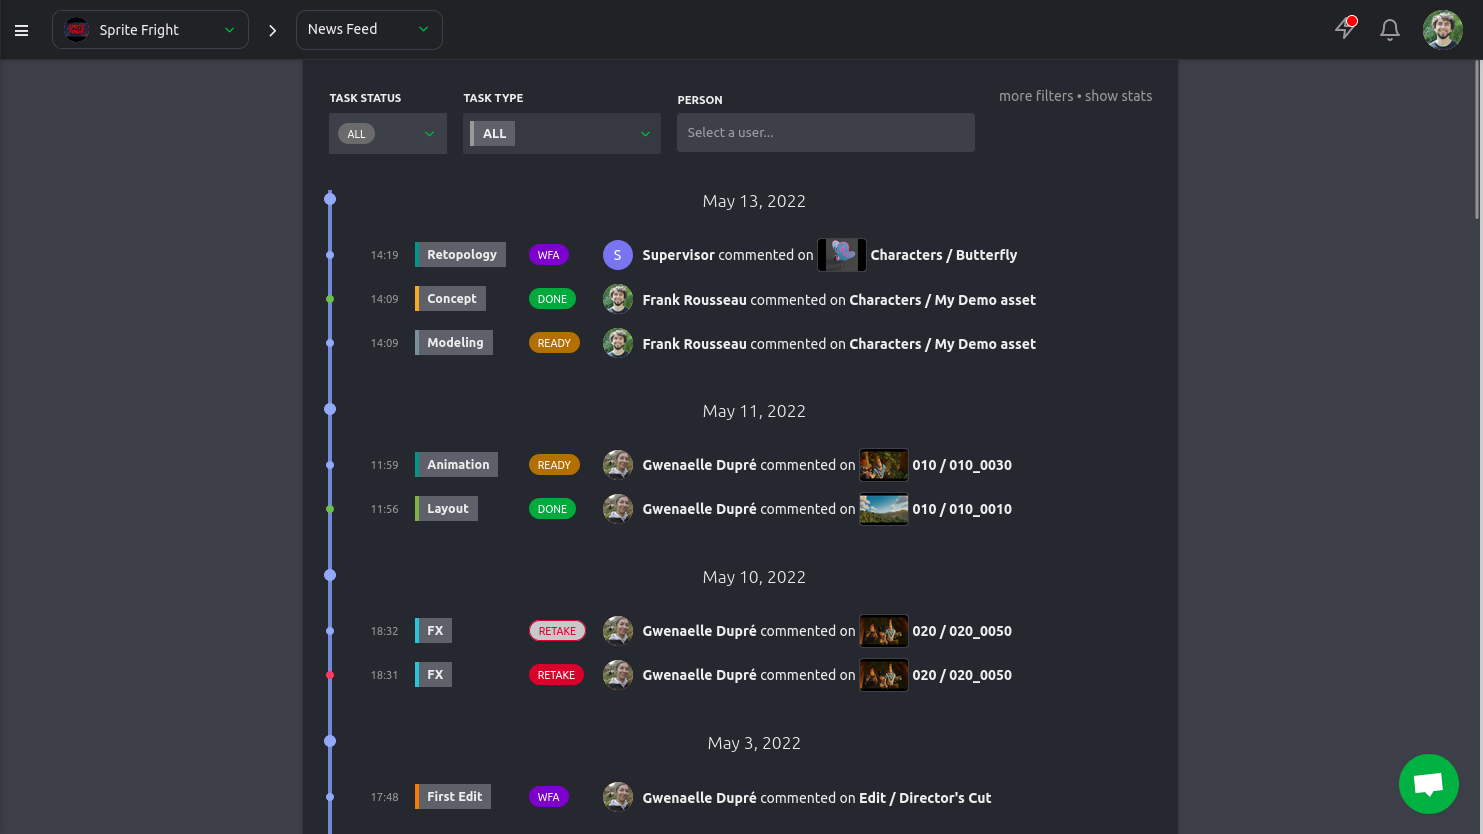 Sprite Fright
News Feed
TASK STATUS
TASK TYPE
PERSON
more filters • show stats
ALL
ALL
Select a user...
May 13, 2022
14:19 Retopology WFA S Supervisor commented on Characters / Butterfly
14:09 Concept DONE Frank Rousseau commented on Characters / My Demo asset
14:09 Modeling READY Frank Rousseau commented on Characters / My Demo asset
May 11, 2022
11:59 Animation READY Gwenaelle Dupré commented on 010 / 010_0030
11:56 Layout DONE Gwenaelle Dupré commented on 010 / 010_0010
May 10, 2022
18:32 FX RETAKE Gwenaelle Dupré commented on 020 / 020_0050
18:31 FX RETAKE Gwenaelle Dupré commented on 020 / 020_0050
May 3, 2022
17:48 First Edit WFA Gwenaelle Dupré commented on Edit / Director's Cut